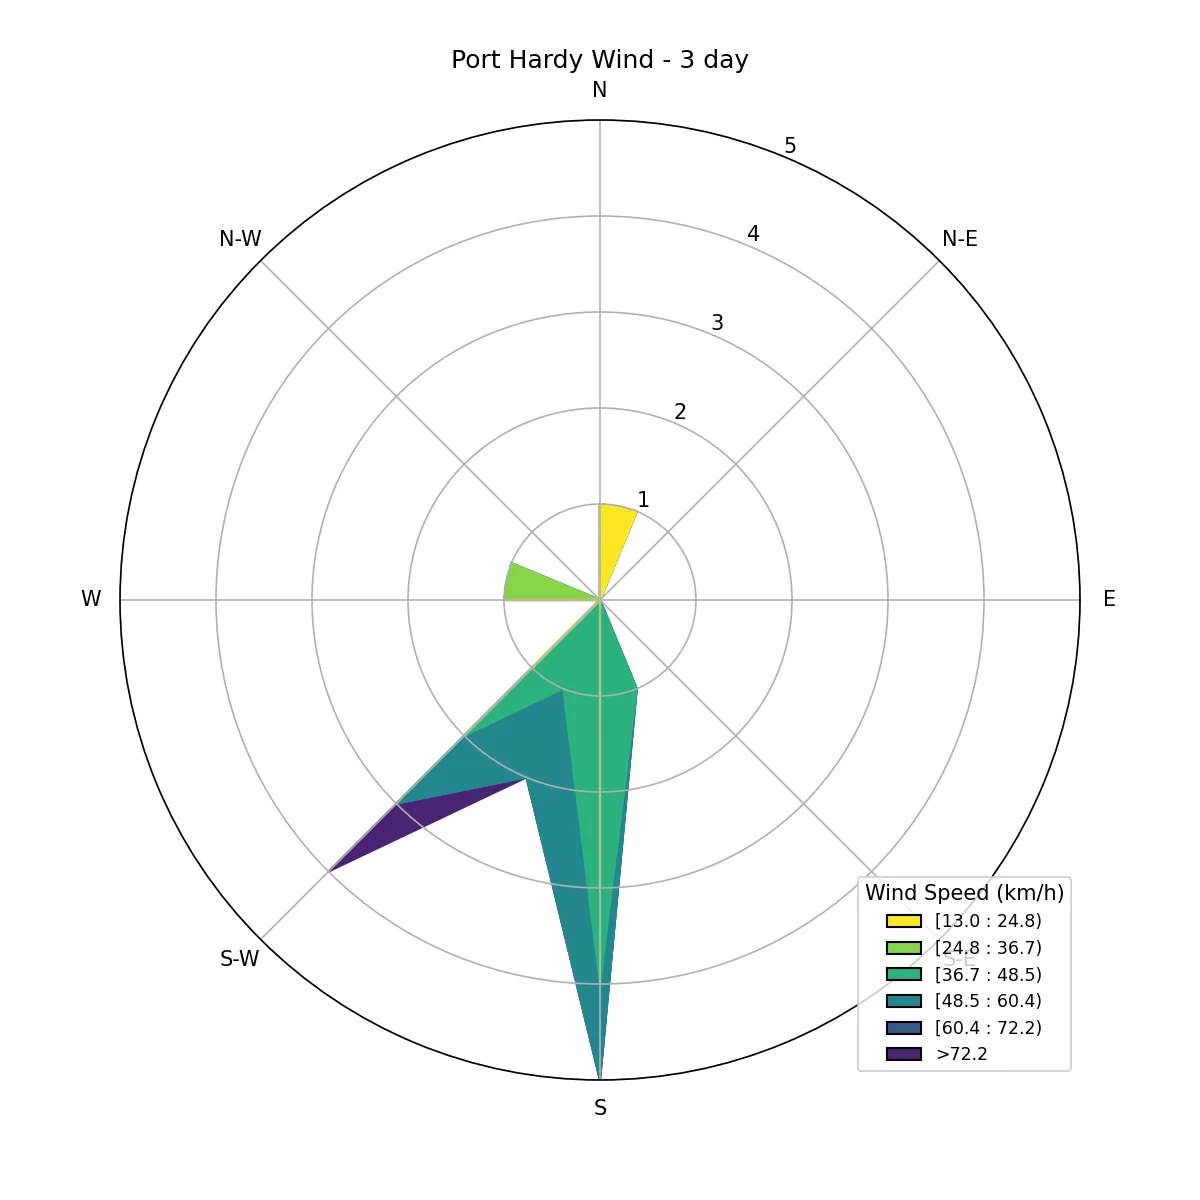 Port Hardy Wind - 3 day
N
5
N-W
N-E
4
3
2
1
W
E
S-W
S-E
S
Wind Speed (km/h)
[13.0 : 24.8)
[24.8 : 36.7)
[36.7 : 48.5)
[48.5 : 60.4)
[60.4 : 72.2)
>72.2